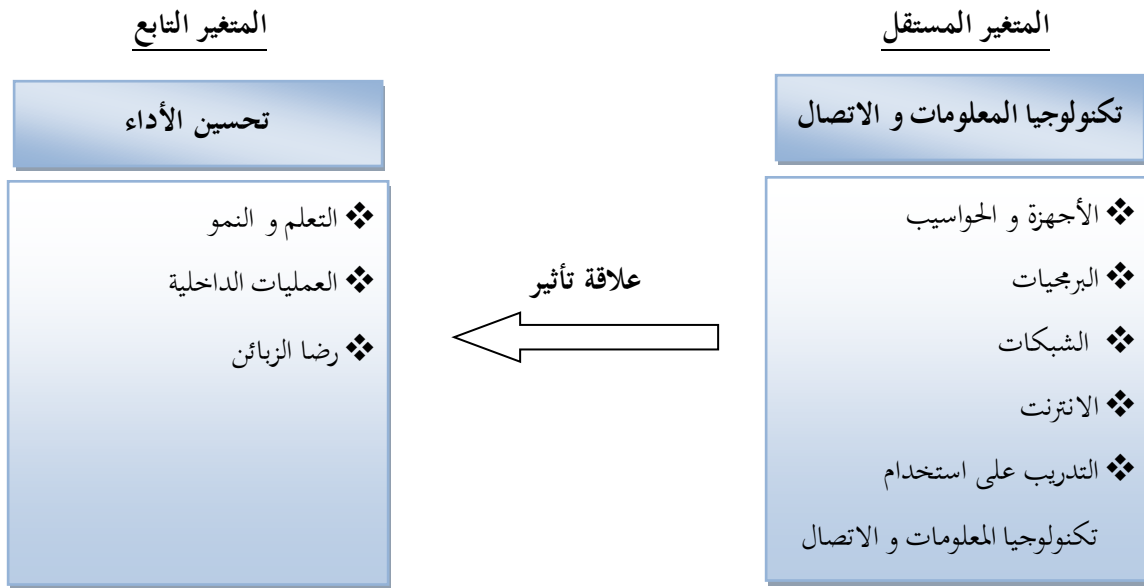 المتغير المستقل
تكنولوجيا المعلومات و الاتصال
❖ الأجهزة و الحواسيب
❖ البرمجيات
❖ الشبكات
❖ الانترنت
❖ التدريب على استخدام
تكنولوجيا المعلومات و الاتصال
علاقة تأثير
المتغير التابع
تحسين الأداء
❖ التعلم و النمو
❖ العمليات الداخلية
❖ رضا الزبائن